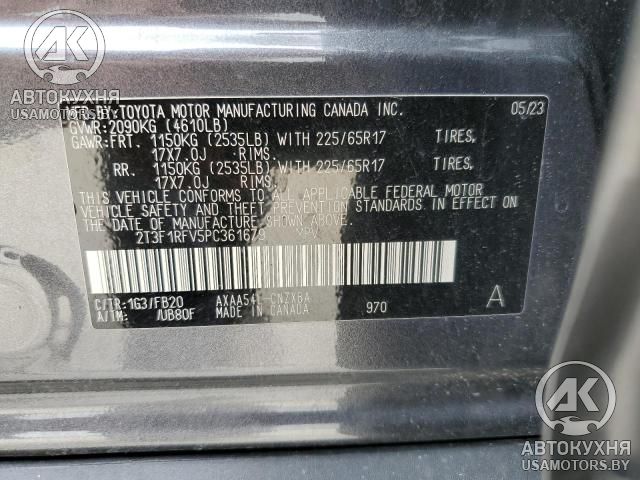 АК
АВТОКУХНЯ
USAMOTORS.BY
MFD.BY:TOYOTA MOTOR MANUFACTURING CANADA INC. 05/23
GVWR:2090KG (4610LB)
GAWR:FRT. 1150KG (2535LB) WITH 225/65R17 TIRES,
17X7.0J RIMS,
RR. 1150KG (2535LB) WITH 225/65R17 TIRES,
17X7.0J RIMS,
THIS VEHICLE CONFORMS TO ALL APPLICABLE FEDERAL MOTOR
VEHICLE SAFETY AND THEFT PREVENTION STANDARDS IN EFFECT ON
THE DATE OF MANUFACTURE SHOWN ABOVE.
2T3F1RFV5PC361679 MPV
C/TR:1G3/FB20 AXAA54L-CNZXBA 970 A
A/TM: /UB80F MADE IN CANADA
АК
АВТОКУХНЯ
USAMOTORS.BY